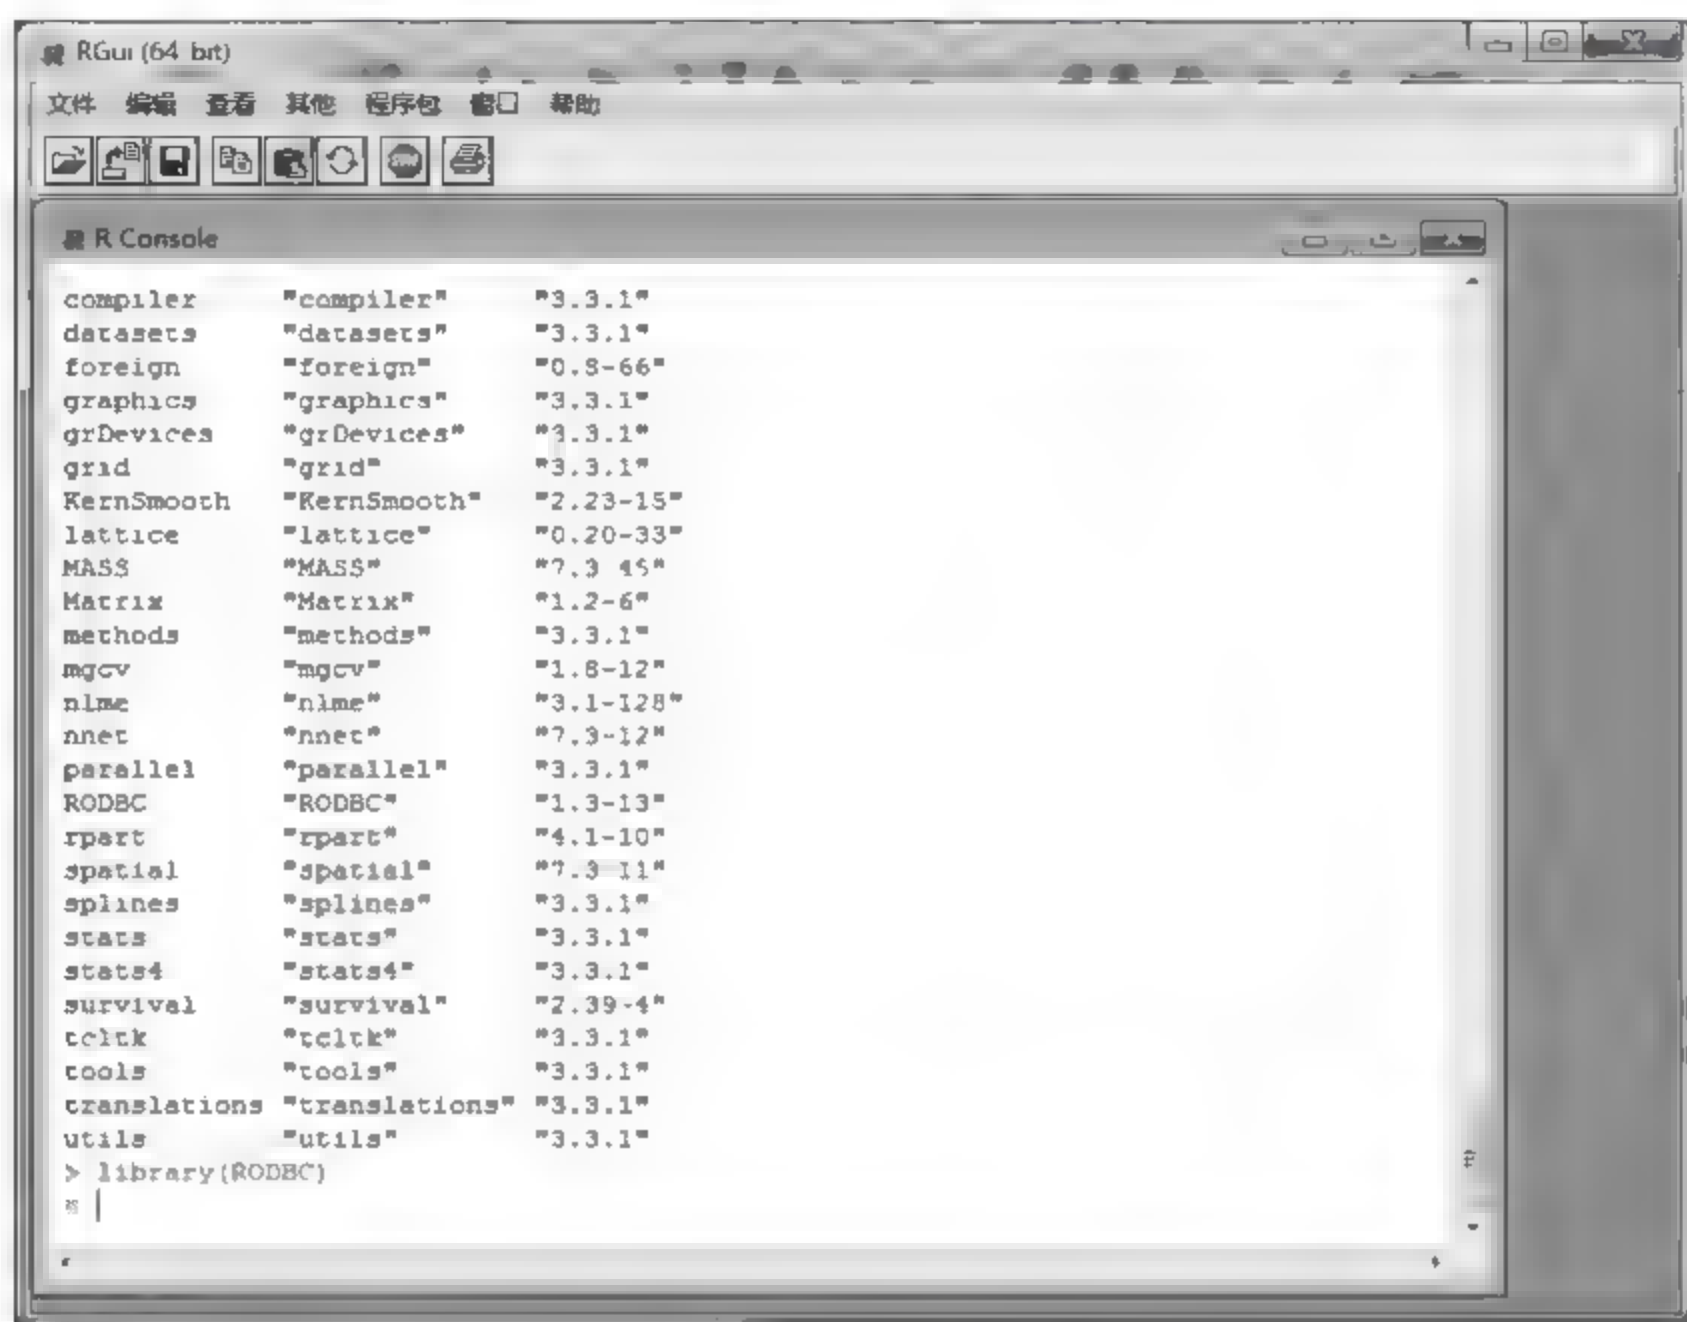 RGui (64-bit)
文件 编辑 查看 其他 程序包 窗口 帮助
STOP
R Console
compiler "compiler" "3.3.1"
datasets "datasets" "3.3.1"
foreign "foreign" "0.8-66"
graphics "graphics" "3.3.1"
grDevices "grDevices" "3.3.1"
grid "grid" "3.3.1"
KernSmooth "KernSmooth" "2.23-15"
lattice "lattice" "0.20-33"
MASS "MASS" "7.3-45"
Matrix "Matrix" "1.2-6"
methods "methods" "3.3.1"
mgcv "mgcv" "1.8-12"
nlme "nlme" "3.1-128"
nnet "nnet" "7.3-12"
parallel "parallel" "3.3.1"
RODBC "RODBC" "1.3-13"
rpart "rpart" "4.1-10"
spatial "spatial" "7.3-11"
splines "splines" "3.3.1"
stats "stats" "3.3.1"
stats4 "stats4" "3.3.1"
survival "survival" "2.39-4"
tcltk "tcltk" "3.3.1"
tools "tools" "3.3.1"
translations "translations" "3.3.1"
utils "utils" "3.3.1"
> library(RODBC)